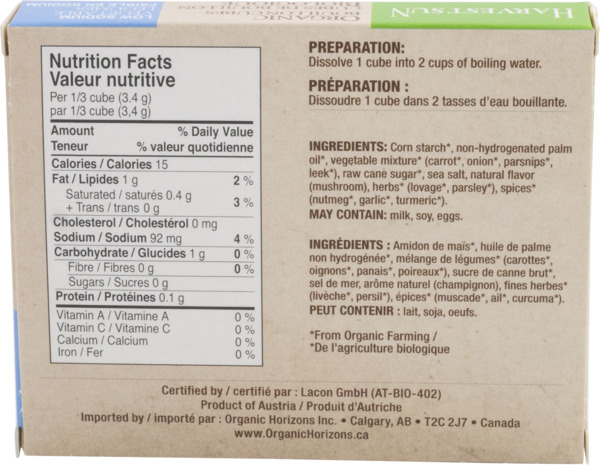 HARVEST SUN
ORGANIC
LOW SODIUM
FAIBLE EN SODIUM
Nutrition Facts
Valeur nutritive
Per 1/3 cube (3.4 g)
par 1/3 cube (3,4 g)
Amount % Daily Value
Teneur % valeur quotidienne
Calories / Calories 15
Fat / Lipides 1 g 2 %
Saturated / saturés 0.4 g
+ Trans / trans 0 g 3 %
Cholesterol / Cholestérol 0 mg
Sodium / Sodium 92 mg 4 %
Carbohydrate / Glucides 1 g 0 %
Fibre / Fibres 0 g 0 %
Sugars / Sucres 0 g
Protein / Protéines 0.1 g
Vitamin A / Vitamine A 0 %
Vitamin C / Vitamine C 0 %
Calcium / Calcium 0 %
Iron / Fer 0 %
PREPARATION:
Dissolve 1 cube into 2 cups of boiling water.
PRÉPARATION :
Dissoudre 1 cube dans 2 tasses d'eau bouillante.
INGREDIENTS: Corn starch*, non-hydrogenated palm
oil*, vegetable mixture* (carrot*, onion*, parsnips*,
leek*), raw cane sugar*, sea salt, natural flavor
(mushroom), herbs* (lovage*, parsley*), spices*
(nutmeg*, garlic*, turmeric*).
MAY CONTAIN: milk, soy, eggs.
INGRÉDIENTS : Amidon de maïs*, huile de palme
non hydrogénée*, mélange de légumes* (carottes*,
oignons*, panais*, poireaux*), sucre de canne brut*,
sel de mer, arôme naturel (champignon), fines herbes*
(livèche*, persil*), épices* (muscade*, ail*, curcuma*).
PEUT CONTENIR : lait, soja, oeufs.
*From Organic Farming /
*De l'agriculture biologique
Certified by / certifié par : Lacon GmbH (AT-BIO-402)
Product of Austria / Produit d'Autriche
Imported by / importé par : Organic Horizons Inc. • Calgary, AB • T2C 2J7 • Canada
www.OrganicHorizons.ca